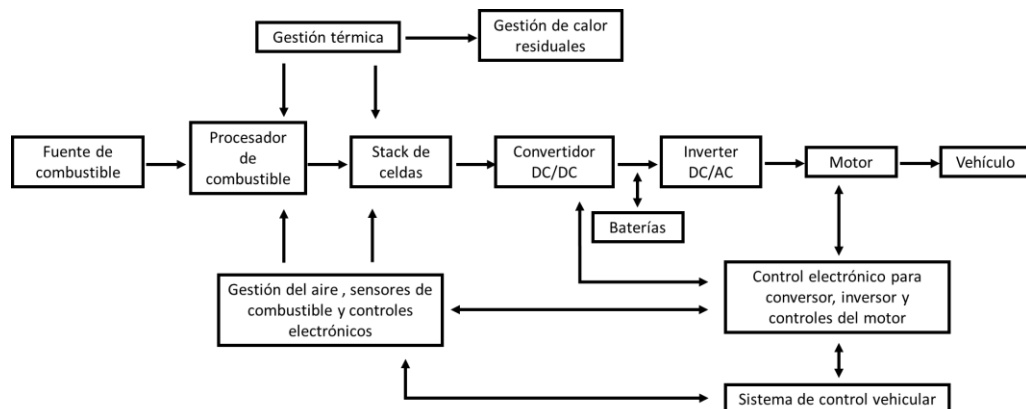 Gestión térmica
Gestión de calor
residuales
Fuente de
combustible
Procesador
de
combustible
Stack de
celdas
Convertidor
DC/DC
Inverter
DC/AC
Motor
Vehículo
Baterías
Gestión del aire , sensores de
combustible y controles
electrónicos
Control electrónico para
conversor, inversor y
controles del motor
Sistema de control vehicular